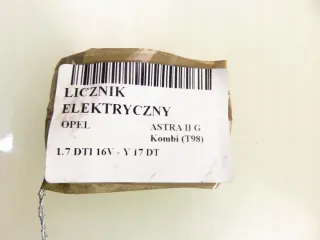 LICZNIK
ELEKTRYCZNY
OPEL ASTRA II G
Kombi (T98)
1.7 DTI 16V - Y 17 DT